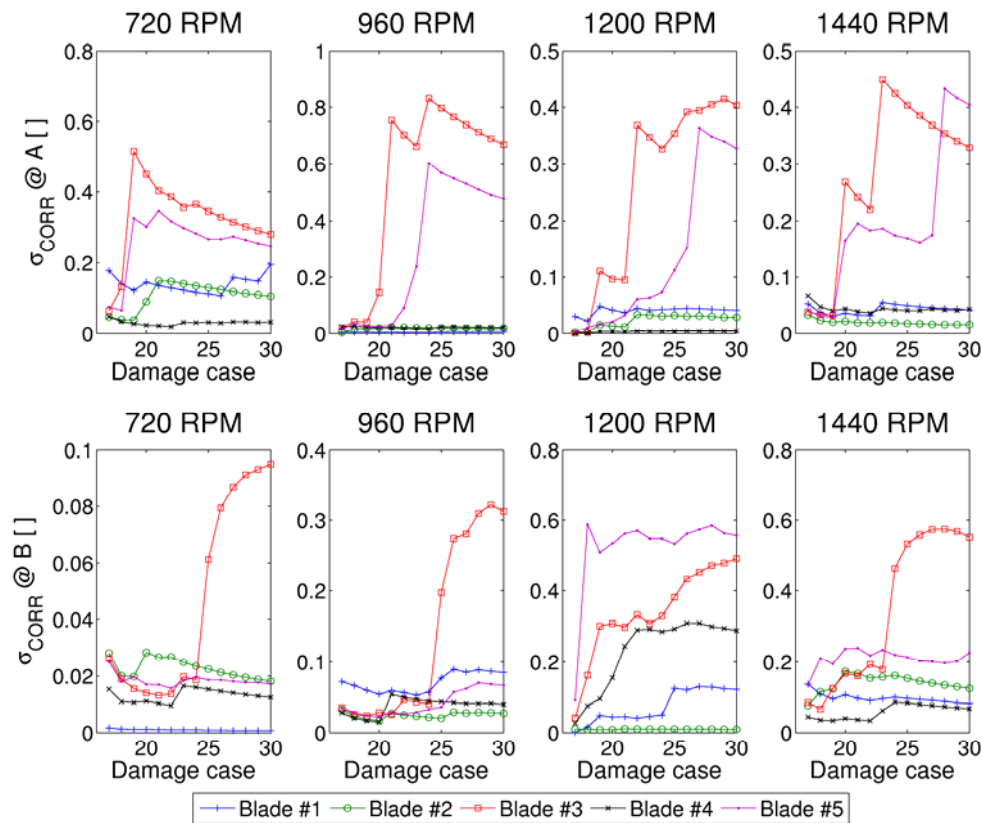 720 RPM 960 RPM 1200 RPM 1440 RPM
σCORR @ A [ ]
0.8 0.6 0.4 0.2 0
1 0.8 0.6 0.4 0.2 0
0.5 0.4 0.3 0.2 0.1 0
0.5 0.4 0.3 0.2 0.1 0
20 25 30 20 25 30 20 25 30 20 25 30
Damage case Damage case Damage case Damage case
720 RPM 960 RPM 1200 RPM 1440 RPM
σCORR @ B [ ]
0.1 0.08 0.06 0.04 0.02 0
0.4 0.3 0.2 0.1 0
0.8 0.6 0.4 0.2 0
0.8 0.6 0.4 0.2 0
20 25 30 20 25 30 20 25 30 20 25 30
Damage case Damage case Damage case Damage case
Blade #1 Blade #2 Blade #3 Blade #4 Blade #5